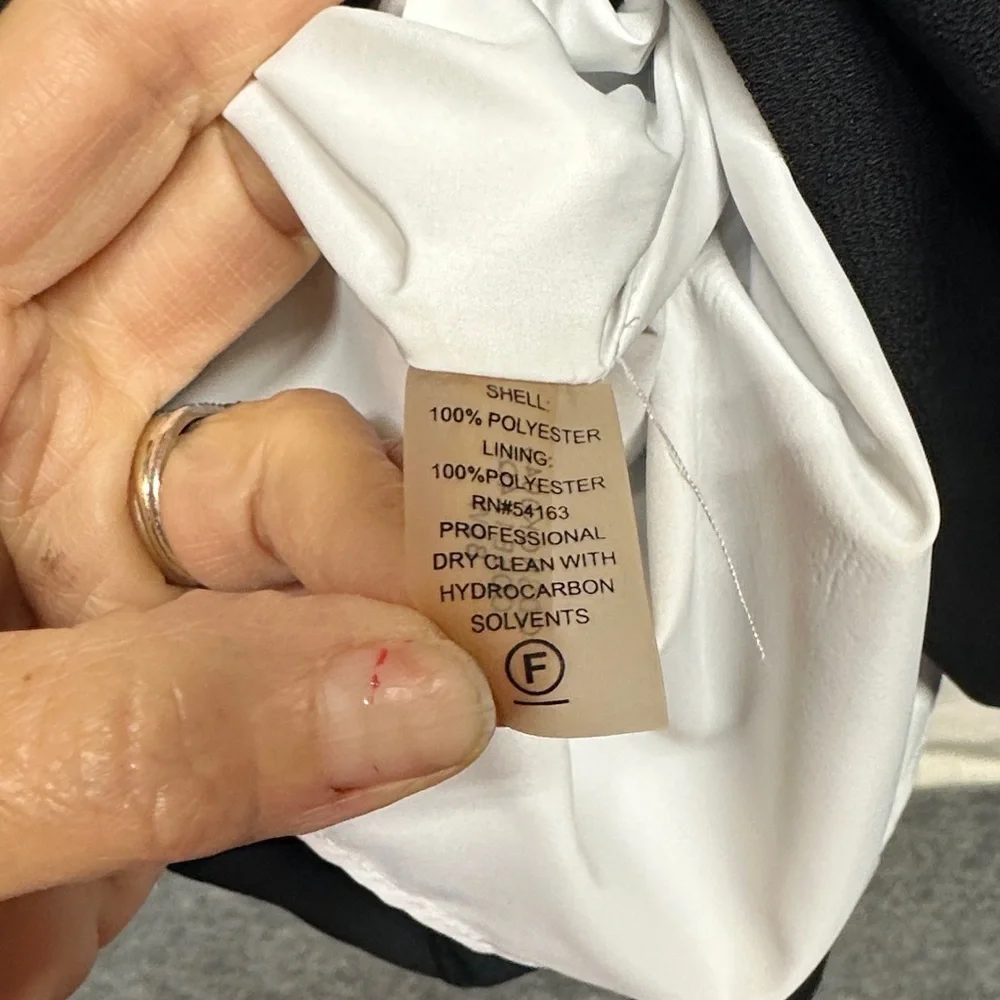 SHELL:
100% POLYESTER
LINING:
100%POLYESTER
RN#54163
PROFESSIONAL
DRY CLEAN WITH
HYDROCARBON
SOLVENTS
F